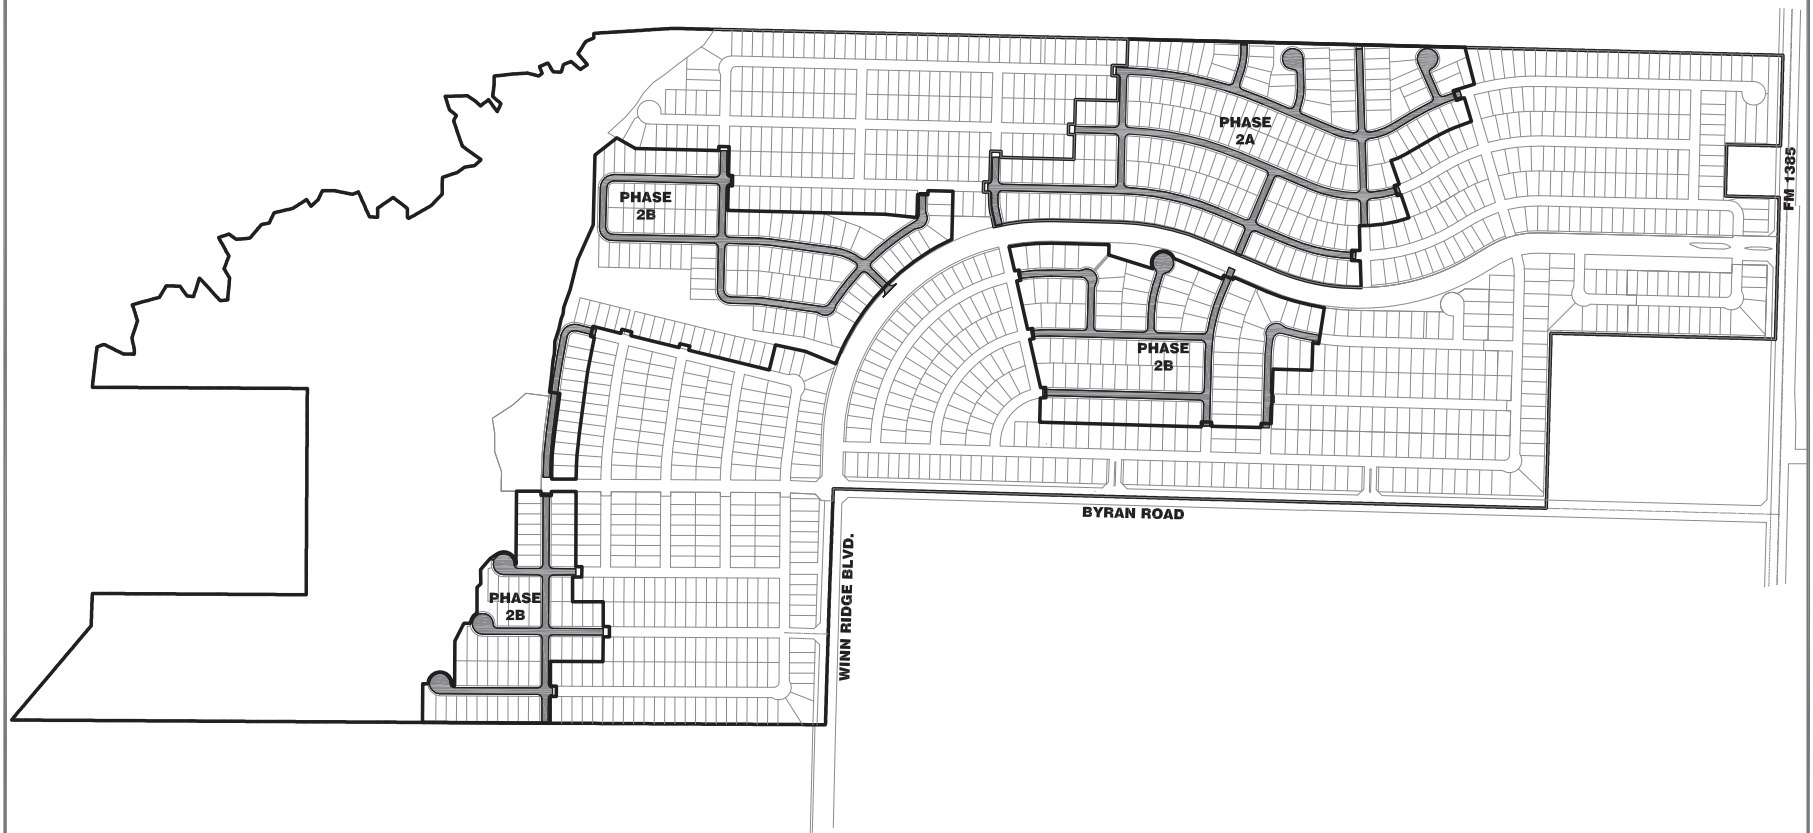 PHASE
2A
FM 1385
PHASE
2B
PHASE
2B
BYRAN ROAD
WINN RIDGE BLVD.
PHASE
2B